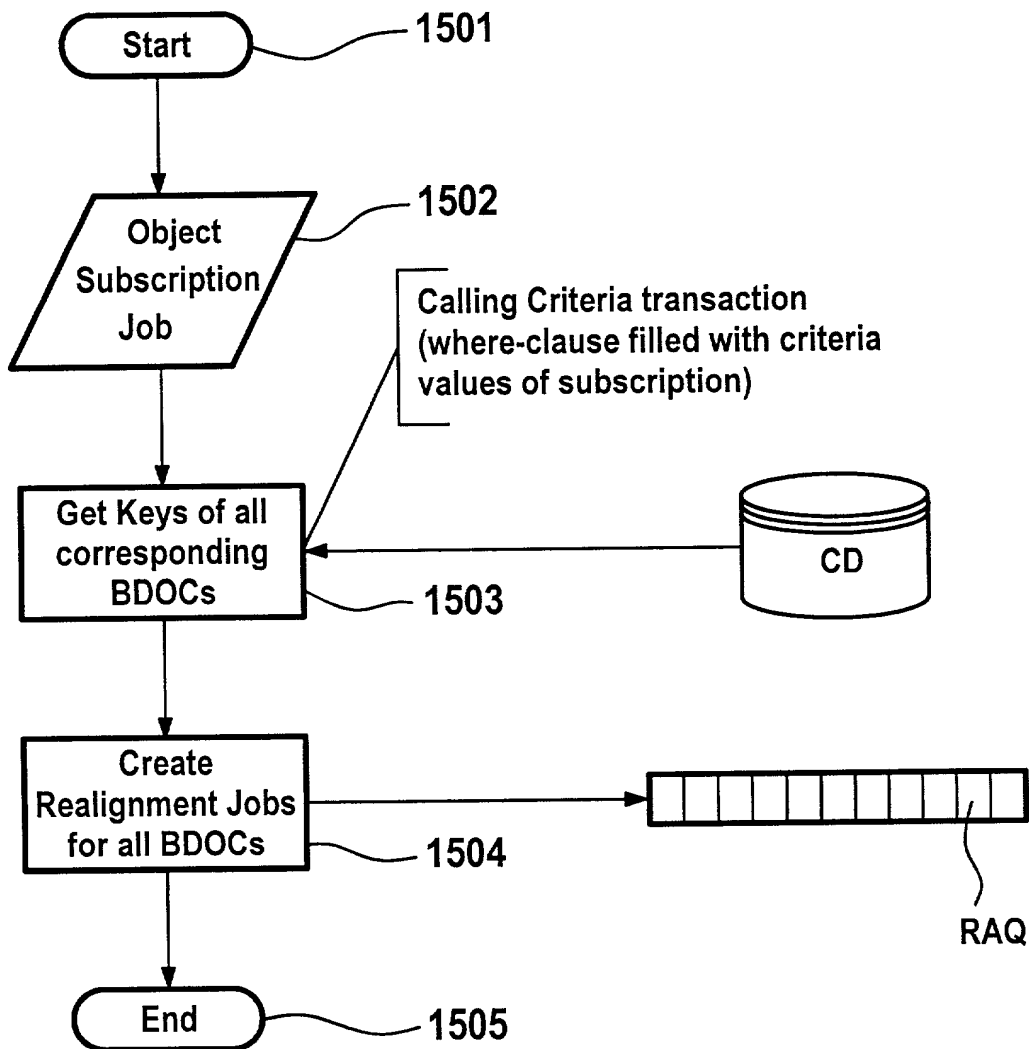 Start
1501
Object
Subscription
Job
1502
Calling Criteria transaction
(where-clause filled with criteria
values of subscription)
Get Keys of all
corresponding
BDOCs
1503
CD
Create
Realignment Jobs
for all BDOCs
1504
RAQ
End
1505